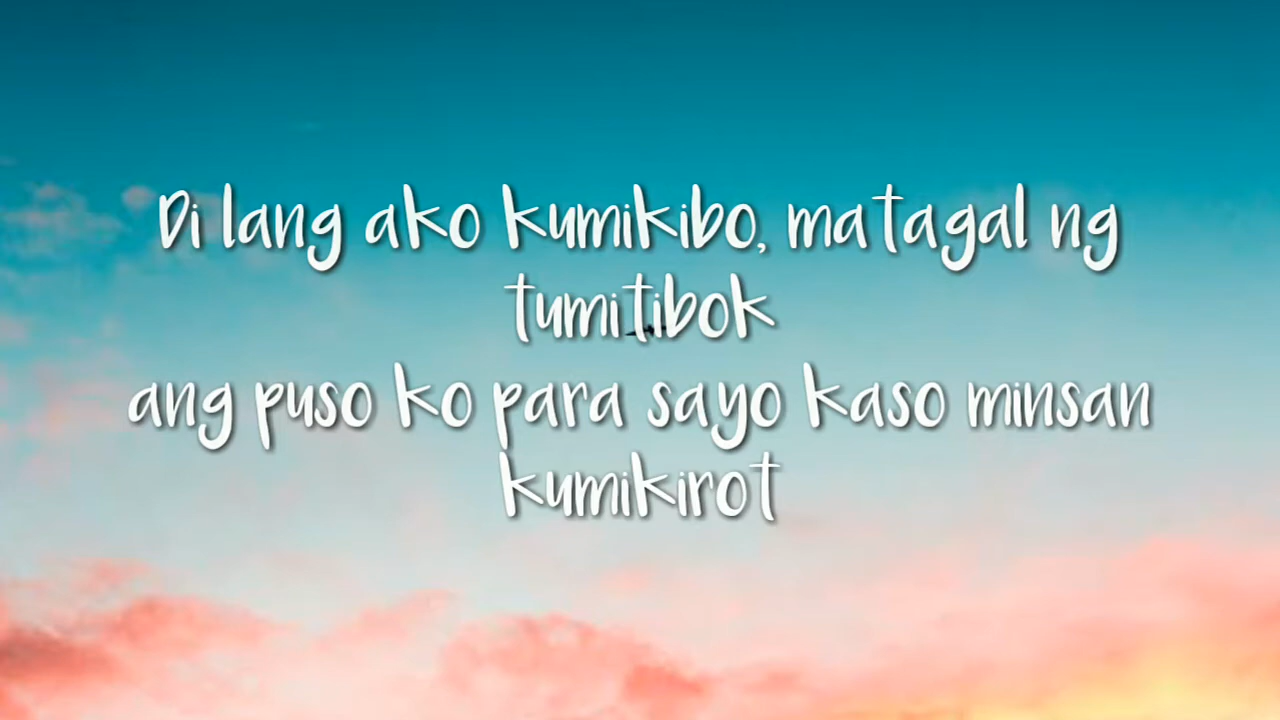 Di lang ako kumikibo, matagal ng
tumitibok
ang puso ko para sayo kaso minsan
kumikirot